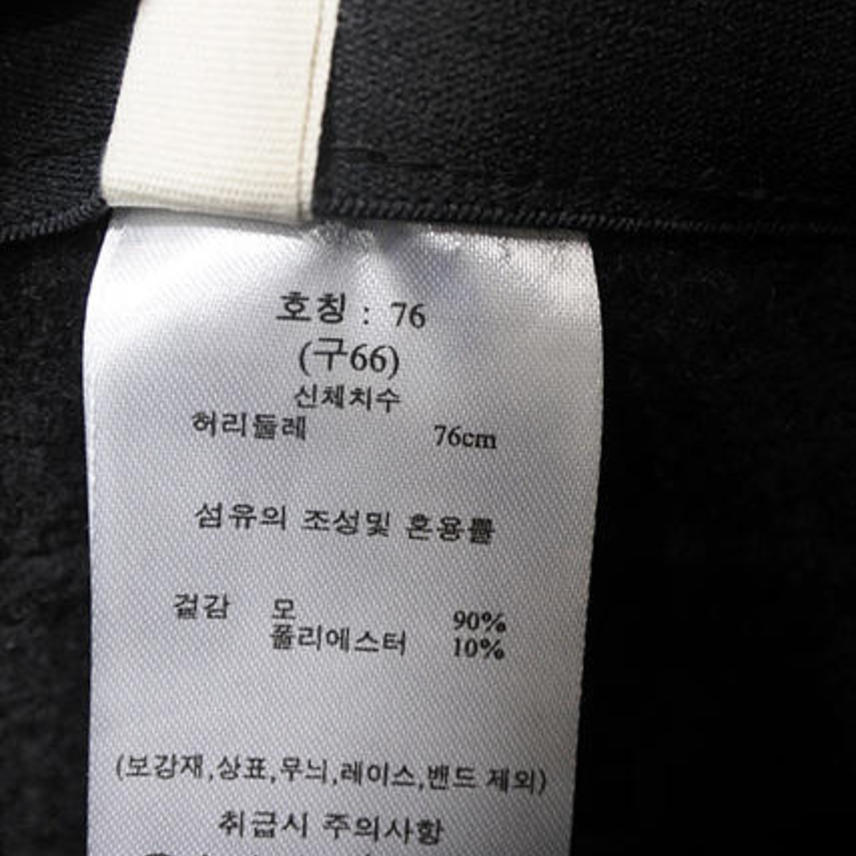 호칭 : 76
(구66)
신체치수
허리둘레 76cm
섬유의 조성및 혼용률
겉감 모 90%
폴리에스터 10%
(보강재,상표,무늬,레이스,밴드 제외)
취급시 주의사항